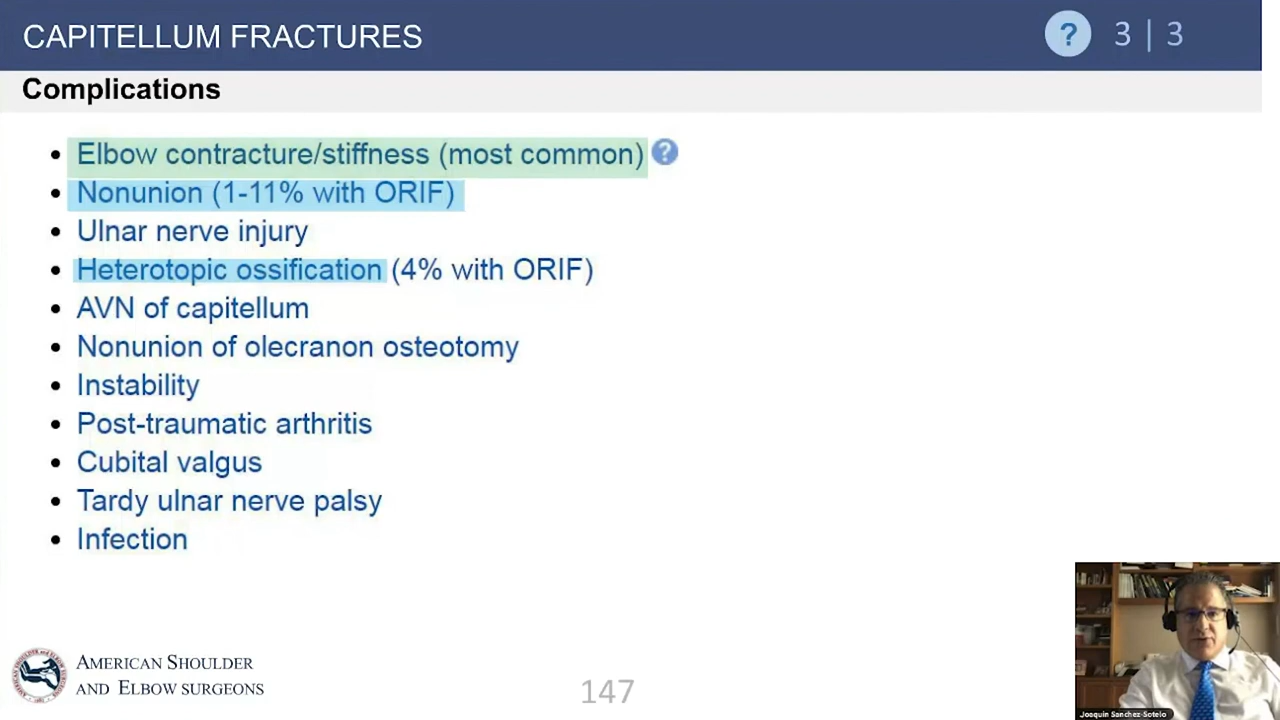 CAPITELLUM FRACTURES
? 3 | 3
Complications
• Elbow contracture/stiffness (most common) ?
• Nonunion (1-11% with ORIF)
• Ulnar nerve injury
• Heterotopic ossification (4% with ORIF)
• AVN of capitellum
• Nonunion of olecranon osteotomy
• Instability
• Post-traumatic arthritis
• Cubital valgus
• Tardy ulnar nerve palsy
• Infection
AMERICAN SHOULDER
AND ELBOW SURGEONS
147
Joaquin Sanchez-Sotelo